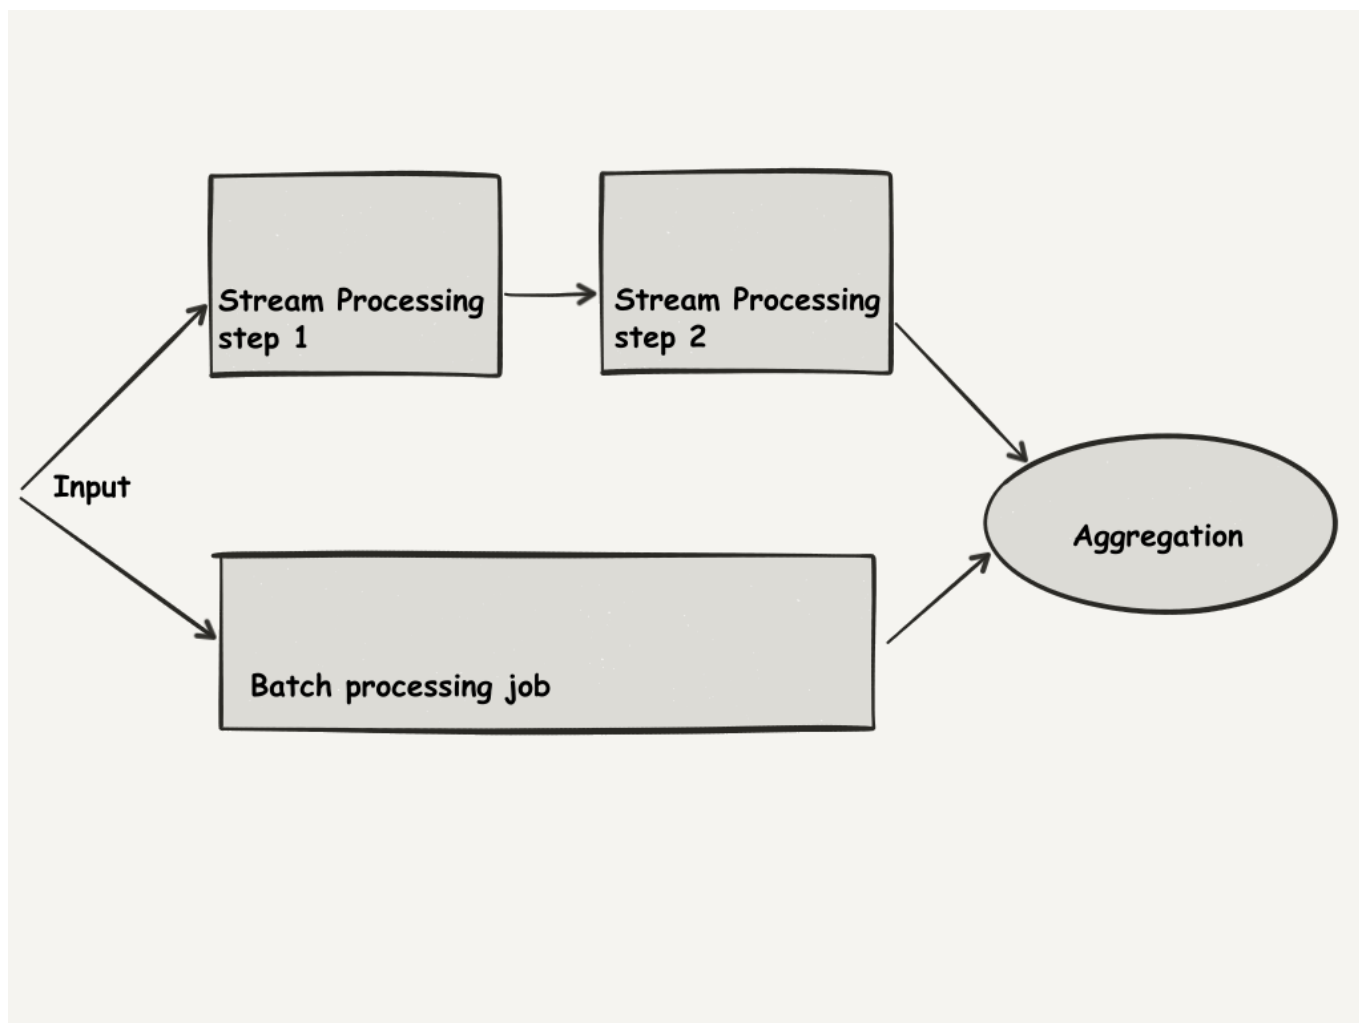 Stream Processing
step 1
Stream Processing
step 2
Input
Aggregation
Batch processing job